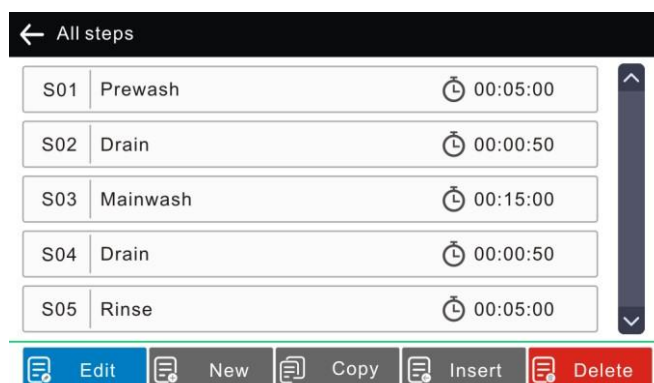 All steps
S01 Prewash 00:05:00
S02 Drain 00:00:50
S03 Mainwash 00:15:00
S04 Drain 00:00:50
S05 Rinse 00:05:00
Edit New Copy Insert Delete